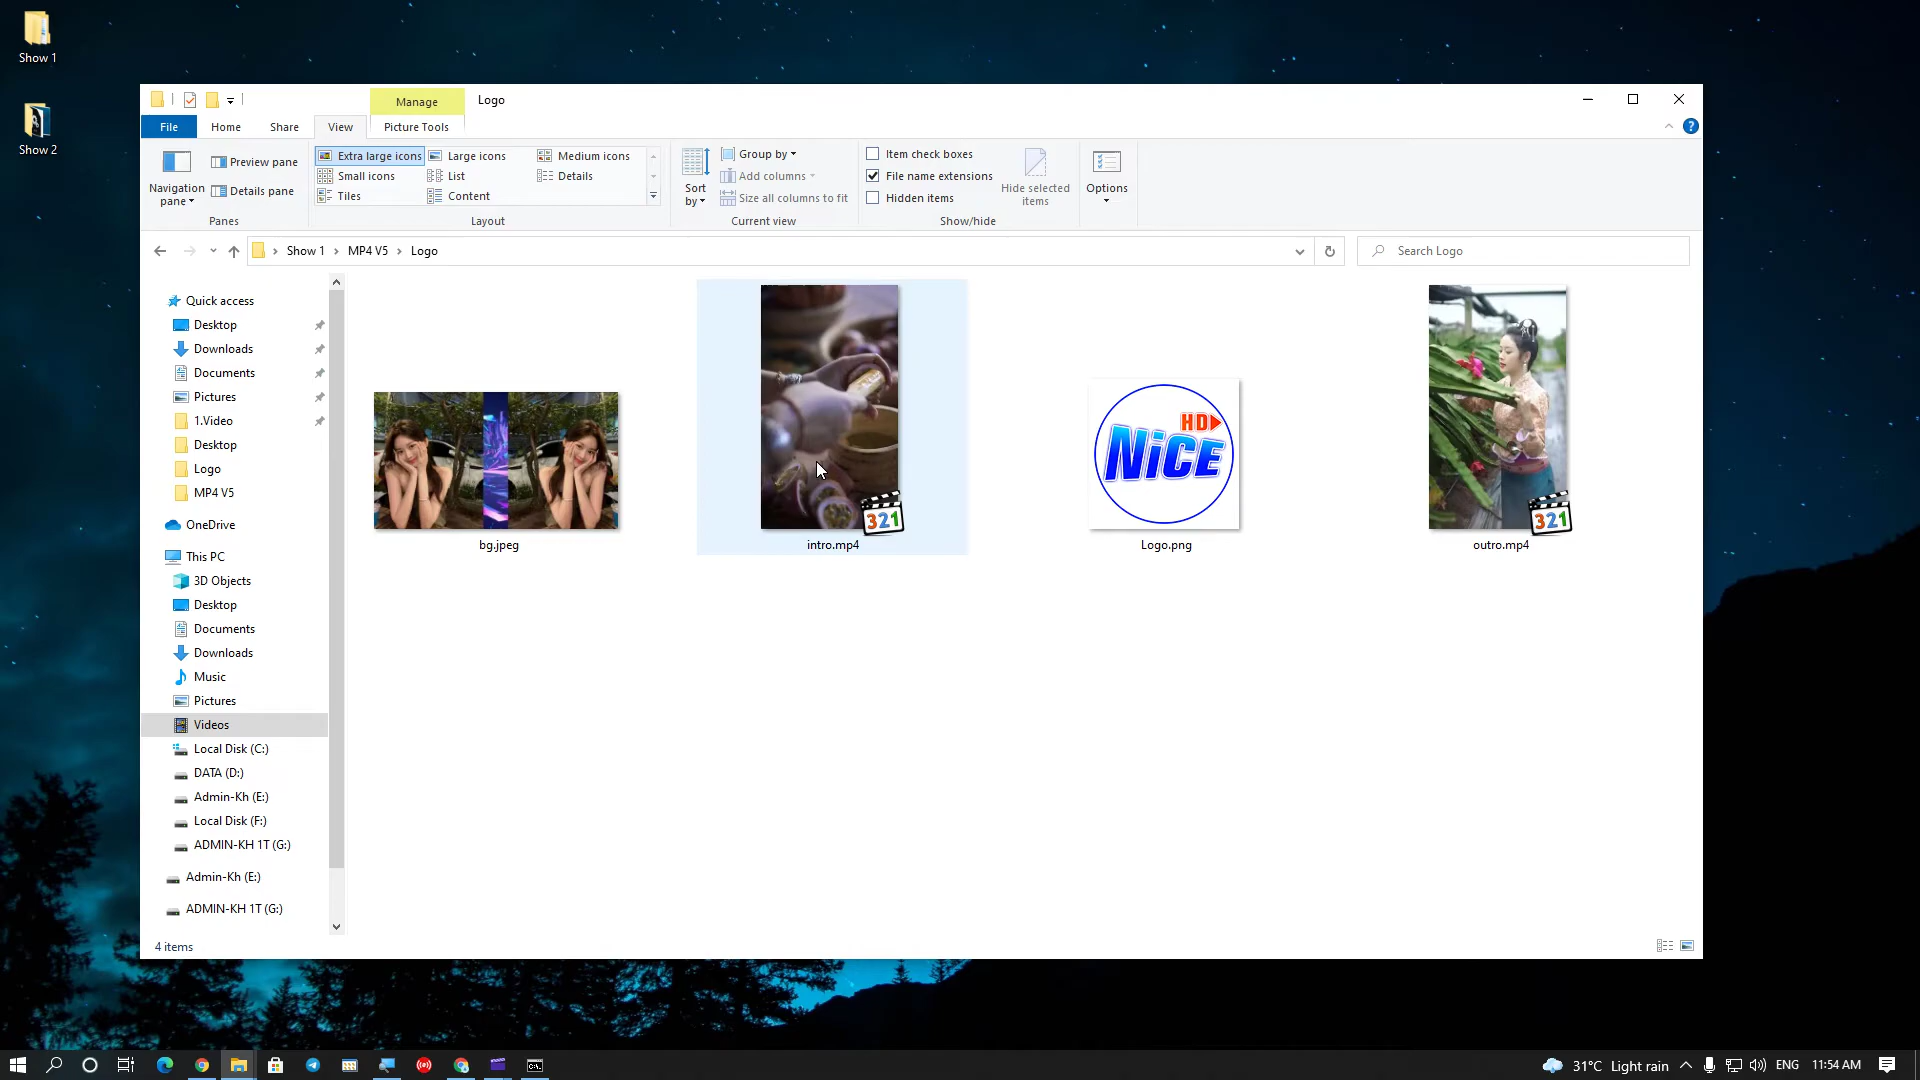 Show 1
Show 2
Manage
Logo
File
Home
Share
View
Picture Tools
Navigation pane
Preview pane
Details pane
Panes
Extra large icons
Large icons
Medium icons
Small icons
List
Details
Tiles
Content
Layout
Sort by
Group by
Add columns
Size all columns to fit
Current view
Item check boxes
File name extensions
Hidden items
Hide selected items
Show/hide
Options
Show 1 > MP4 V5 > Logo
Search Logo
Quick access
Desktop
Downloads
Documents
Pictures
1.Video
Desktop
Logo
MP4 V5
OneDrive
This PC
3D Objects
Desktop
Documents
Downloads
Music
Pictures
Videos
Local Disk (C:)
DATA (D:)
Admin-Kh (E:)
Local Disk (F:)
ADMIN-KH 1T (G:)
Admin-Kh (E:)
ADMIN-KH 1T (G:)
HD
NiCE
321
321
bg.jpeg
intro.mp4
Logo.png
outro.mp4
4 items
31°C Light rain
ENG
11:54 AM